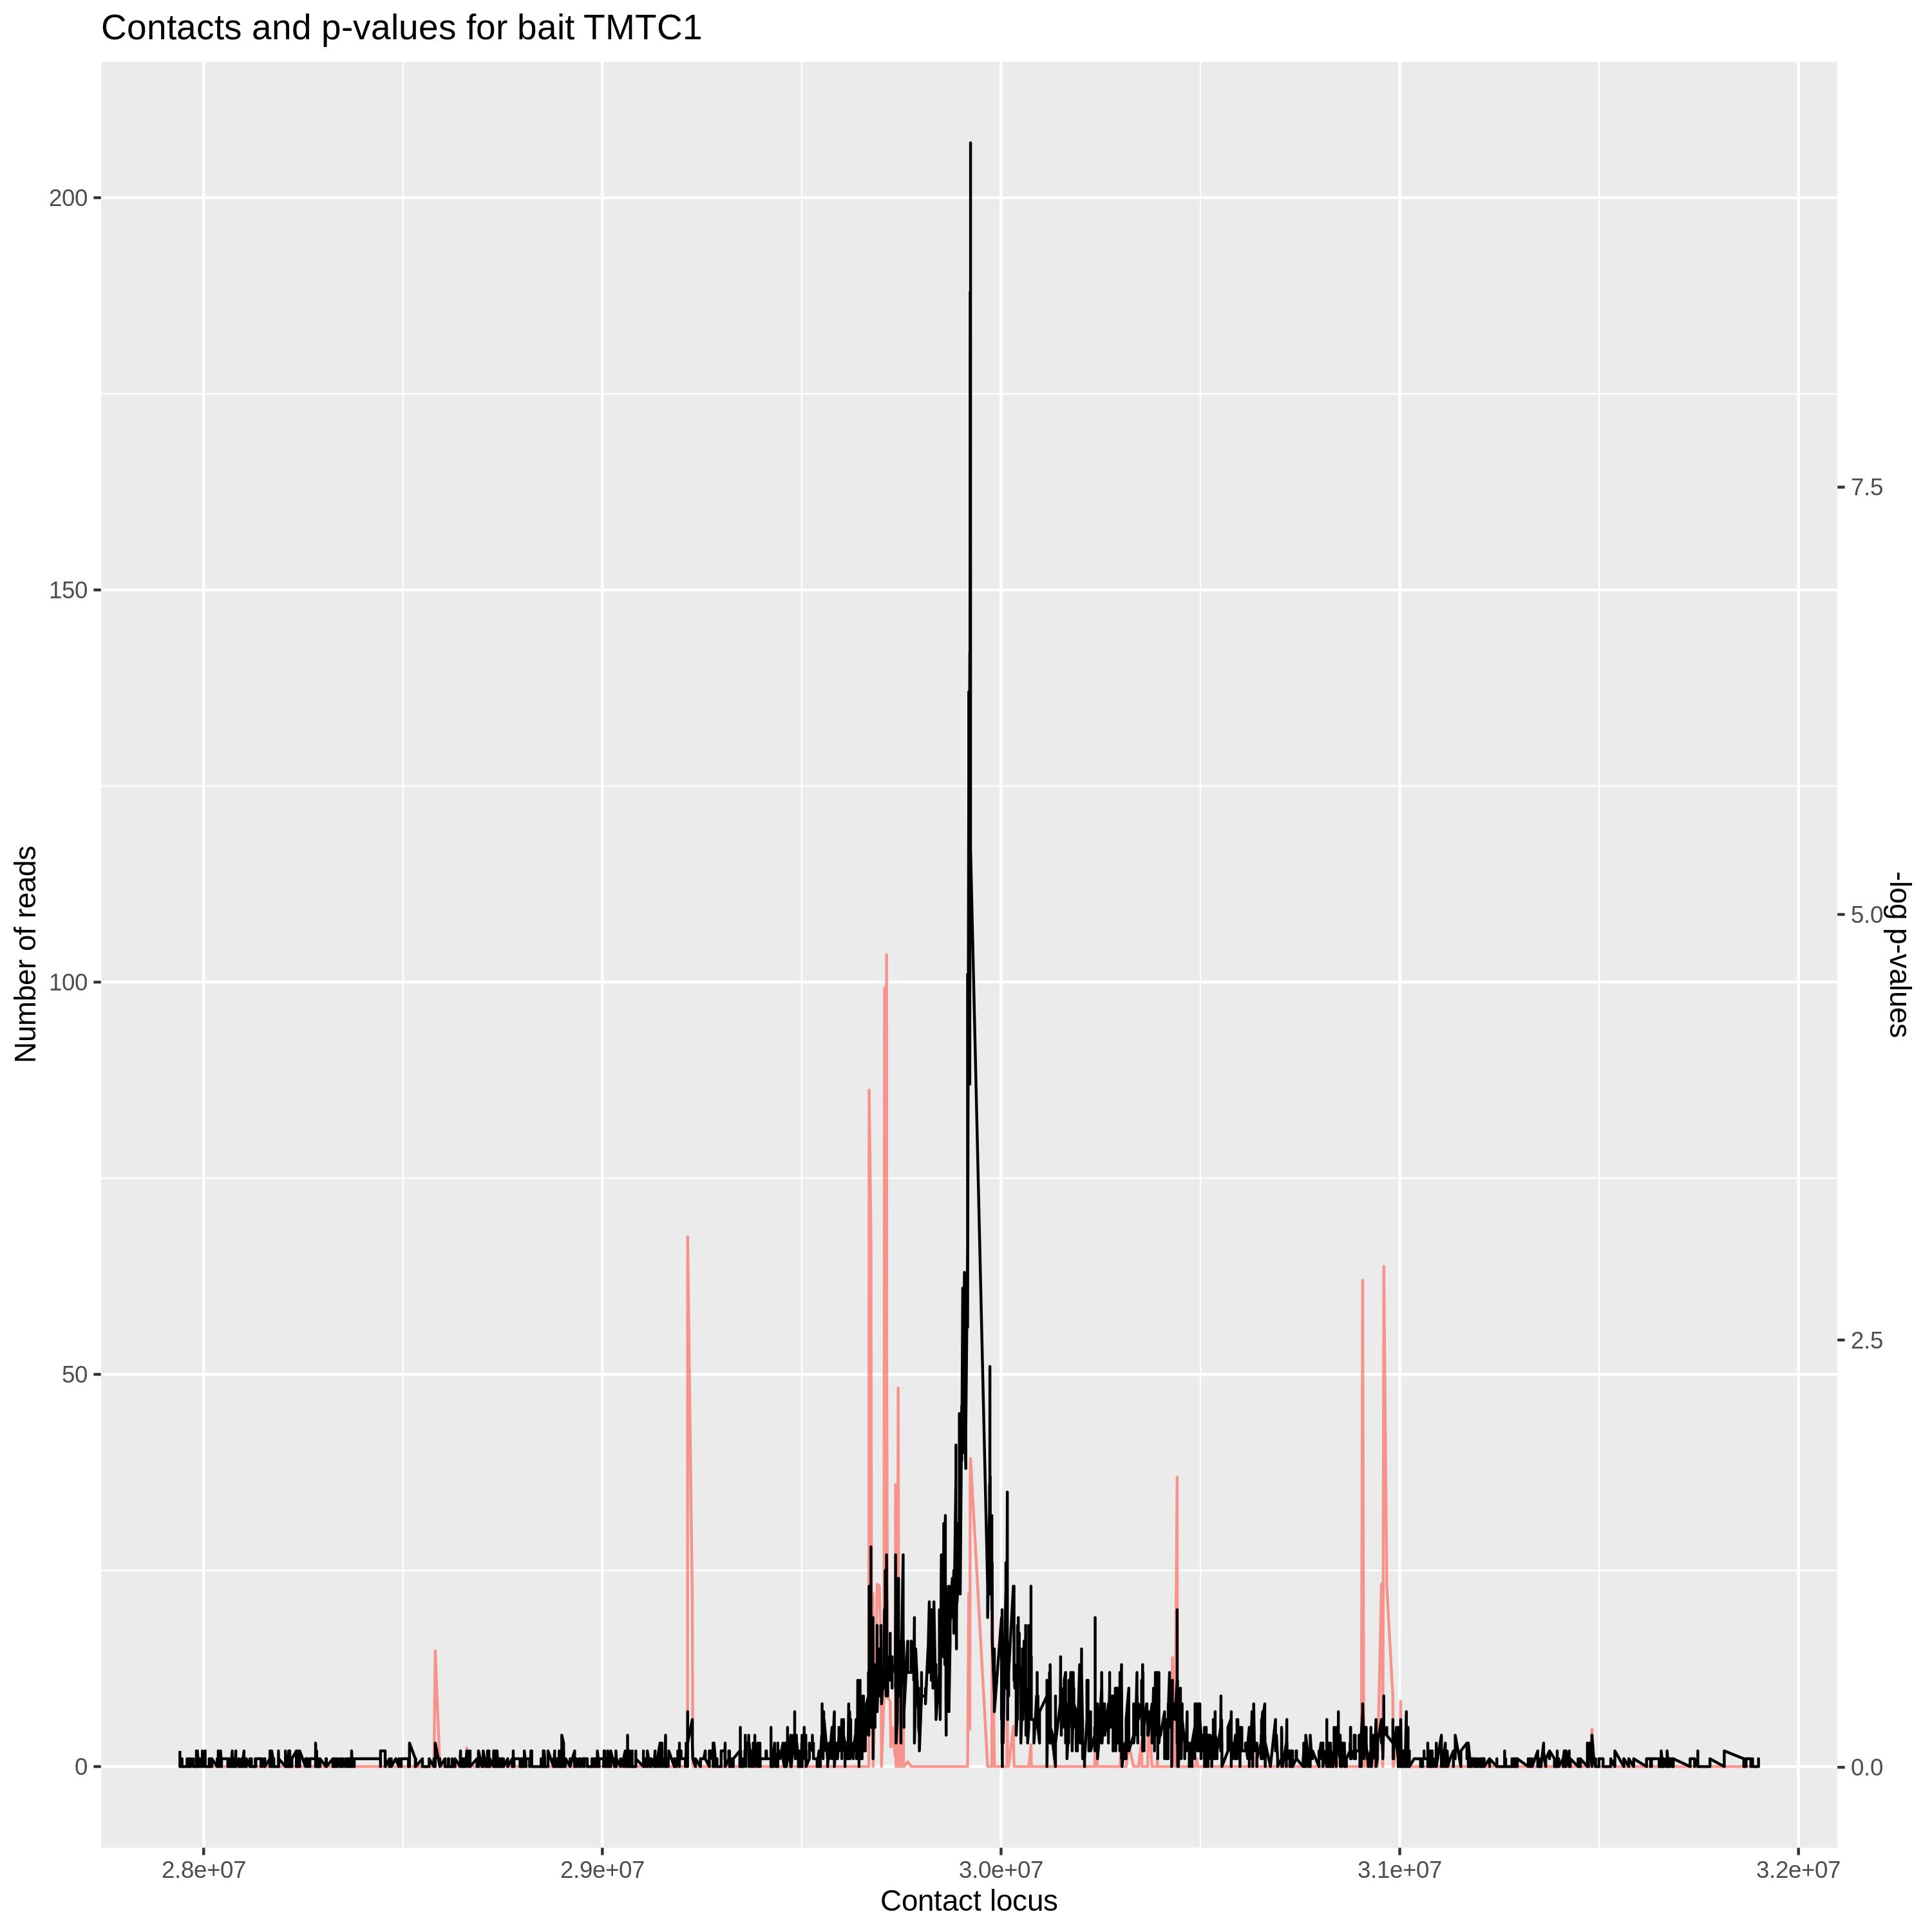 Contacts and p-values for bait TMTC1
200
150
100
50
0
Number of reads
7.5
5.0
2.5
0.0
-log p-values
2.8e+07
2.9e+07
3.0e+07
3.1e+07
3.2e+07
Contact locus